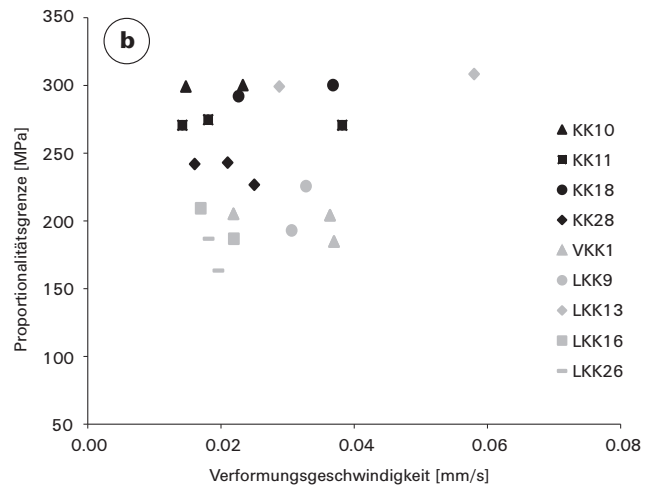 b
350
300
250
200
150
100
50
Proportionalitätsgrenze [MPa]
KK10
KK11
KK18
KK28
VKK1
LKK9
LKK13
LKK16
LKK26
0.00 0.02 0.04 0.06 0.08
Verformungsgeschwindigkeit [mm/s]